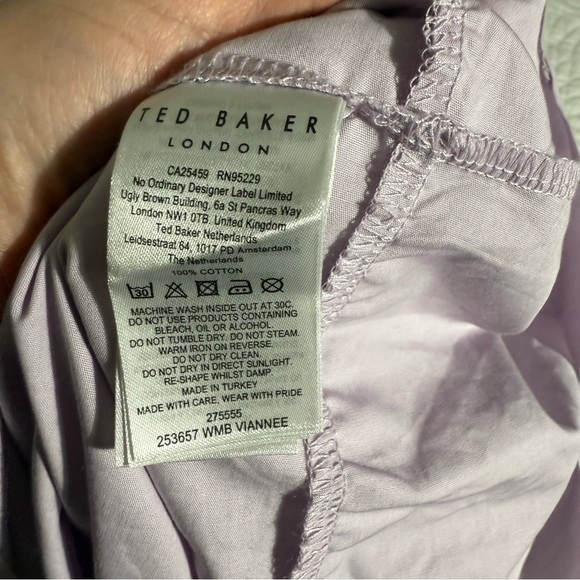 TED BAKER
LONDON
CA25459 RN95229
No Ordinary Designer Label Limited
Ugly Brown Building, 6a St Pancras Way
London NW1 0TB. United Kingdom
Ted Baker Netherlands
Leidsestraat 64, 1017 PD Amsterdam
The Netherlands
100% COTTON
30
MACHINE WASH INSIDE OUT AT 30C.
DO NOT USE PRODUCTS CONTAINING
BLEACH, OIL OR ALCOHOL.
DO NOT TUMBLE DRY. DO NOT STEAM.
WARM IRON ON REVERSE.
DO NOT DRY CLEAN.
DO NOT DRY IN DIRECT SUNLIGHT.
RE-SHAPE WHILST DAMP.
MADE IN TURKEY
MADE WITH CARE, WEAR WITH PRIDE
275555
253657 WMB VIANNEE